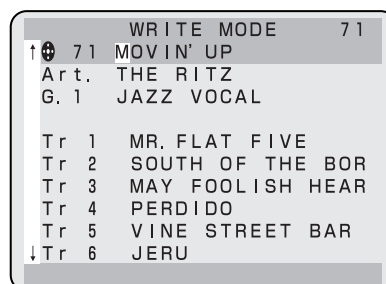 WRITE MODE 71
↑ 71 MOVIN' UP
Art. THE RITZ
G. 1 JAZZ VOCAL
Tr 1 MR. FLAT FIVE
Tr 2 SOUTH OF THE BOR
Tr 3 MAY FOOLISH HEAR
Tr 4 PERDIDO
Tr 5 VINE STREET BAR
↓ Tr 6 JERU